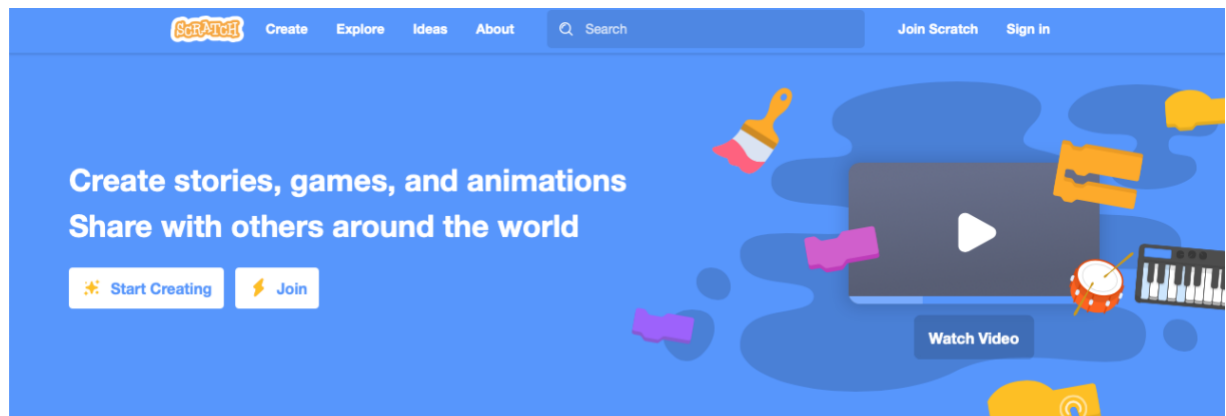 SCRATCH Create Explore Ideas About Search Join Scratch Sign in
Create stories, games, and animations
Share with others around the world
Start Creating Join
Watch Video